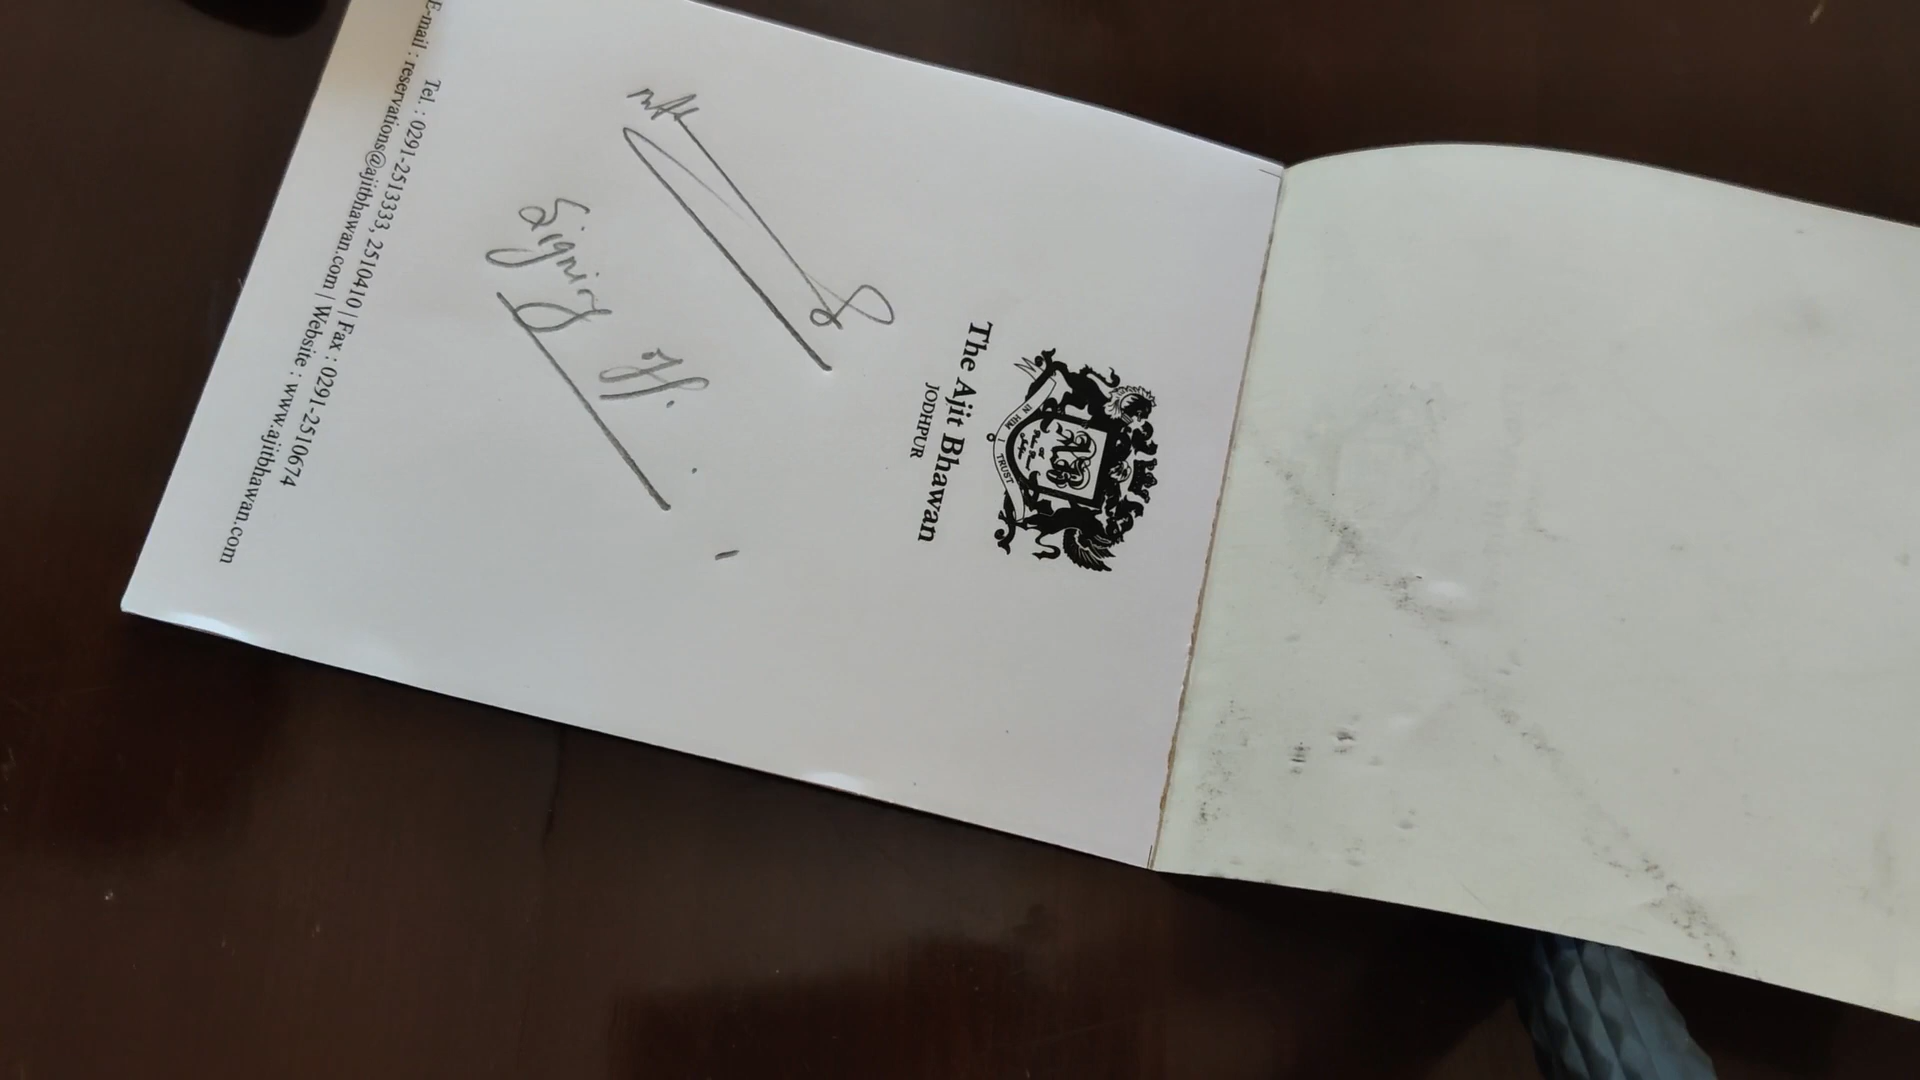 IN HIM I TRUST
The Ajit Bhawan
JODHPUR
Signing off.
Tel. : 0291-2513333, 2510410 | Fax : 0291-2510674
E-mail : reservations@ajitbhawan.com | Website : www.ajitbhawan.com